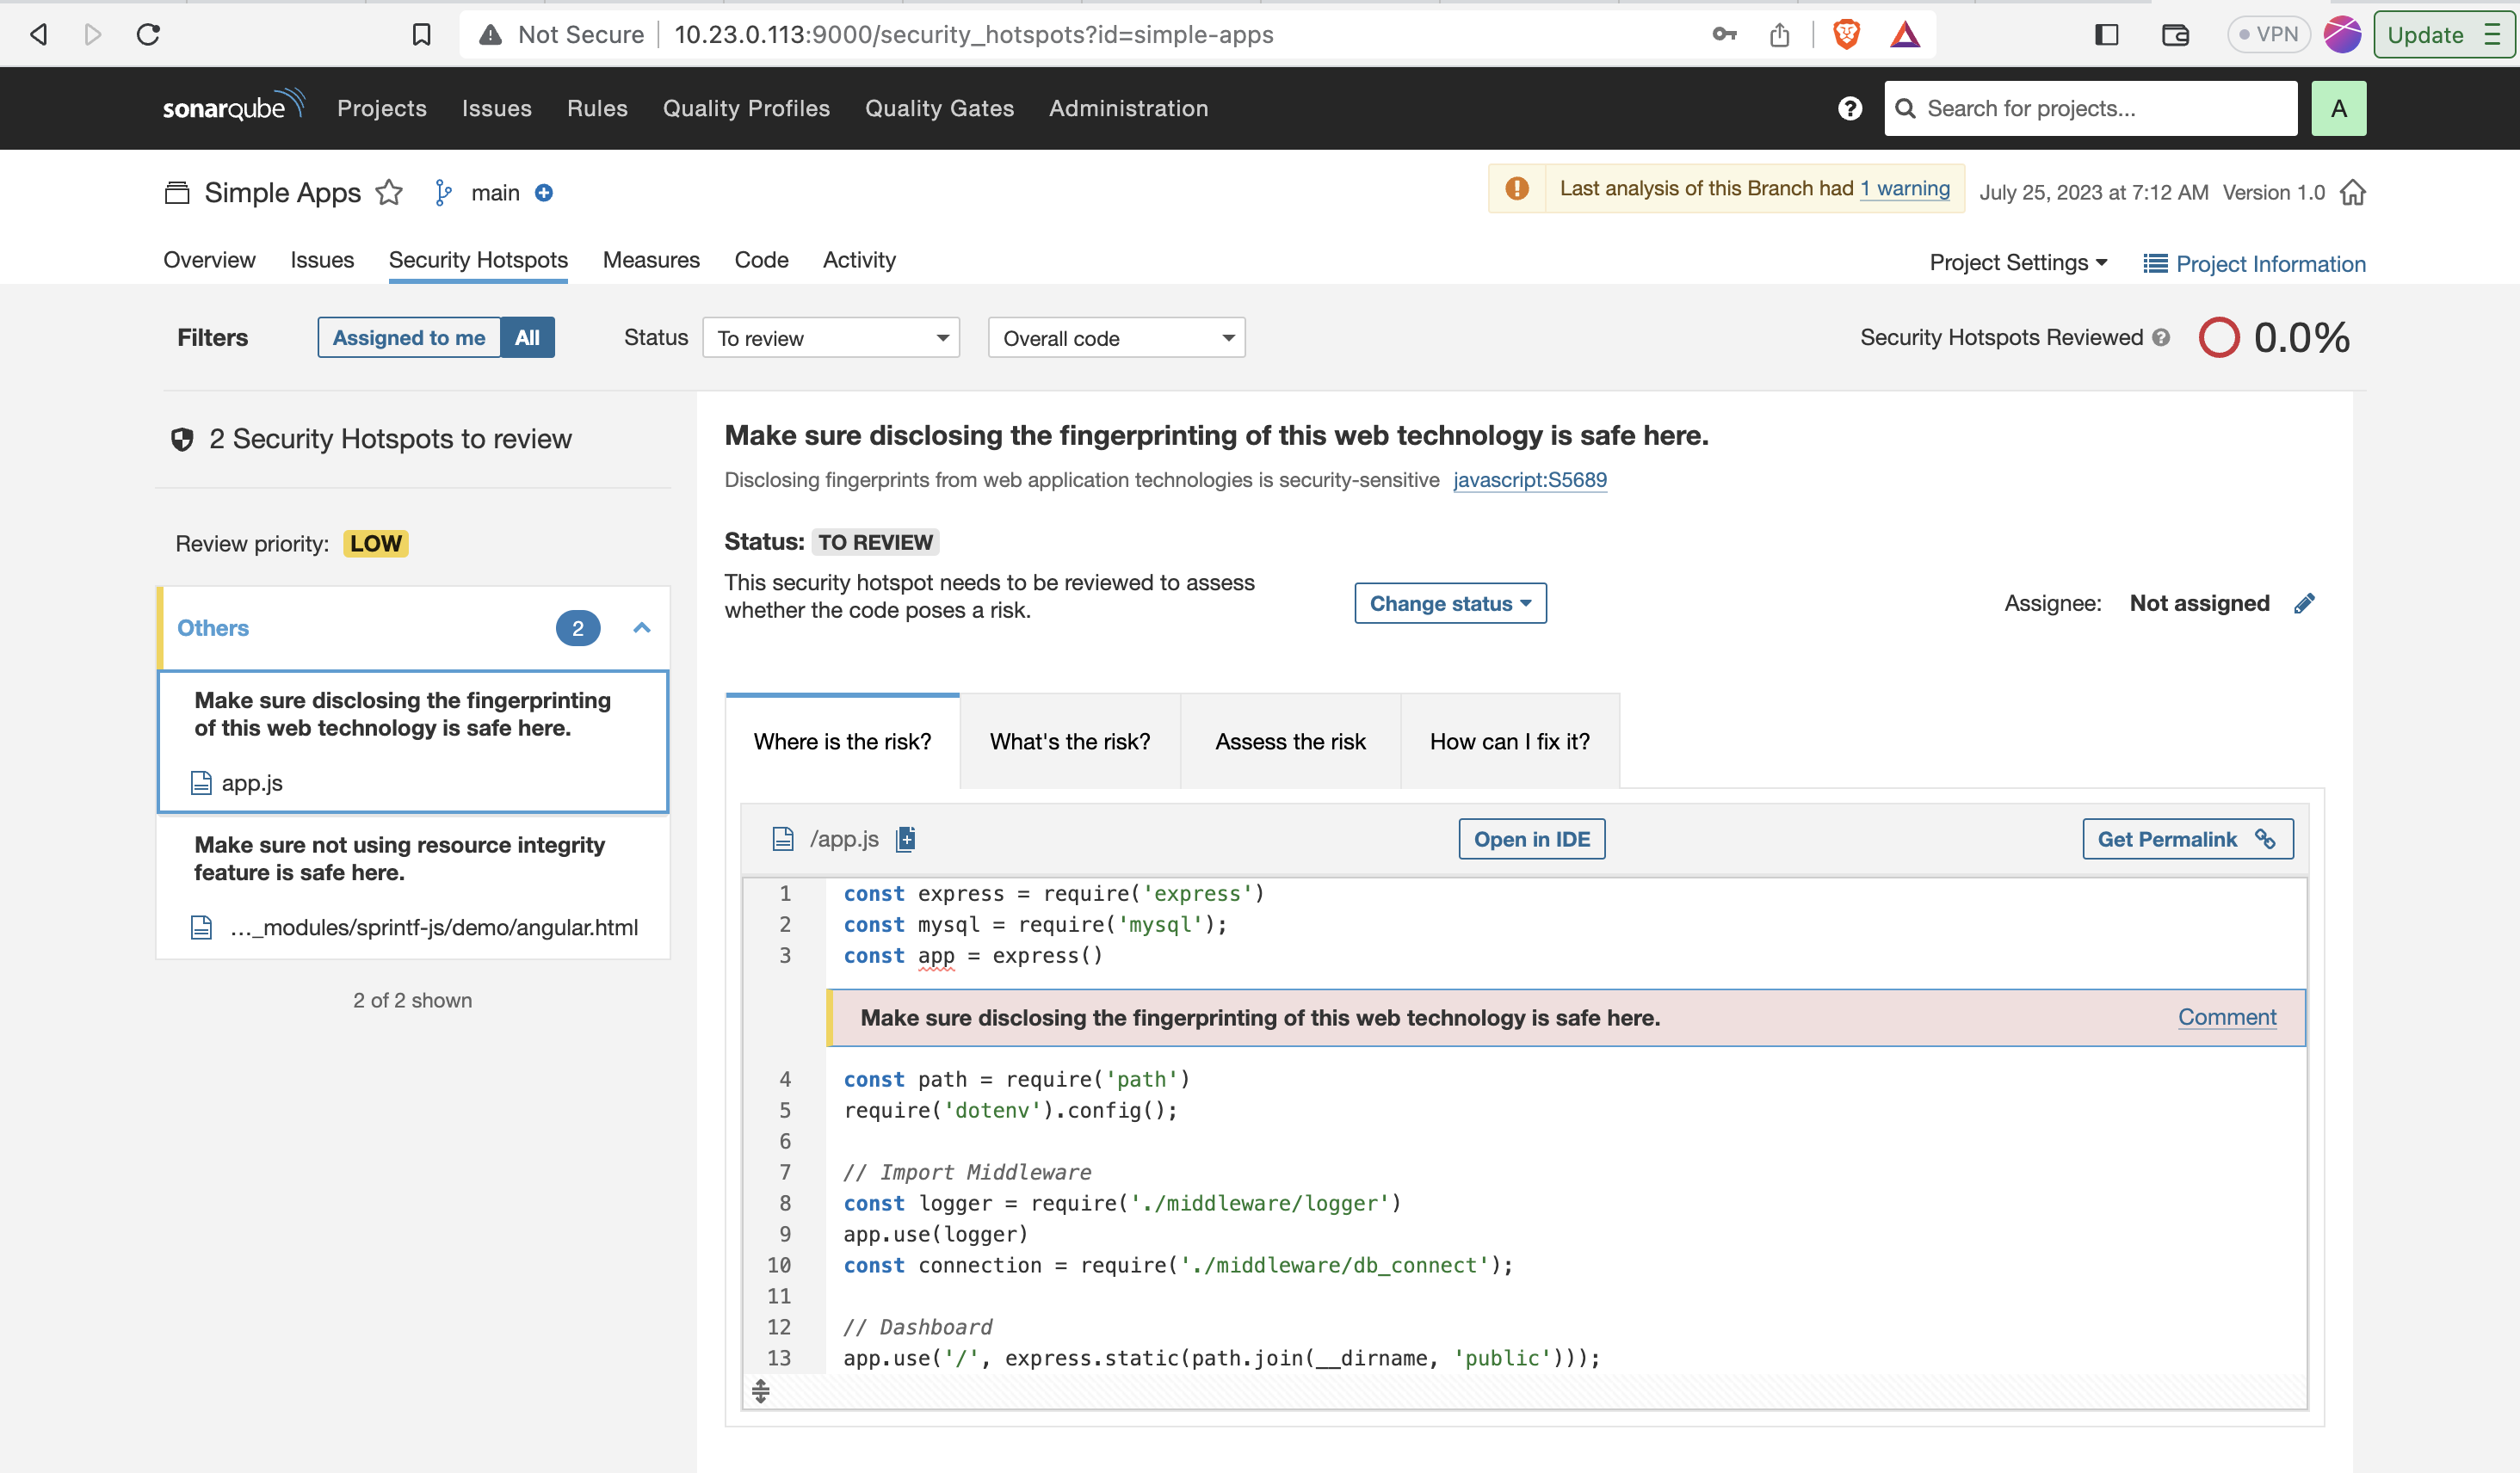 Not Secure
10.23.0.113:9000/security_hotspots?id=simple-apps
VPN
Update
sonarqube
Projects
Issues
Rules
Quality Profiles
Quality Gates
Administration
?
Search for projects...
A
Simple Apps
main
Last analysis of this Branch had 1 warning
July 25, 2023 at 7:12 AM
Version 1.0
Overview
Issues
Security Hotspots
Measures
Code
Activity
Project Settings
Project Information
Filters
Assigned to me
All
Status
To review
Overall code
Security Hotspots Reviewed
?
0.0%
2 Security Hotspots to review
Review priority: LOW
Others
2
Make sure disclosing the fingerprinting
of this web technology is safe here.
app.js
Make sure not using resource integrity
feature is safe here.
..._modules/sprintf-js/demo/angular.html
2 of 2 shown
Make sure disclosing the fingerprinting of this web technology is safe here.
Disclosing fingerprints from web application technologies is security-sensitive javascript:S5689
Status: TO REVIEW
This security hotspot needs to be reviewed to assess
whether the code poses a risk.
Change status
Assignee: Not assigned
Where is the risk?
What's the risk?
Assess the risk
How can I fix it?
/app.js
Open in IDE
Get Permalink
1 const express = require('express')
2 const mysql = require('mysql');
3 const app = express()
Make sure disclosing the fingerprinting of this web technology is safe here.
Comment
4 const path = require('path')
5 require('dotenv').config();
6
7 // Import Middleware
8 const logger = require('./middleware/logger')
9 app.use(logger)
10 const connection = require('./middleware/db_connect');
11
12 // Dashboard
13 app.use('/', express.static(path.join(__dirname, 'public')));